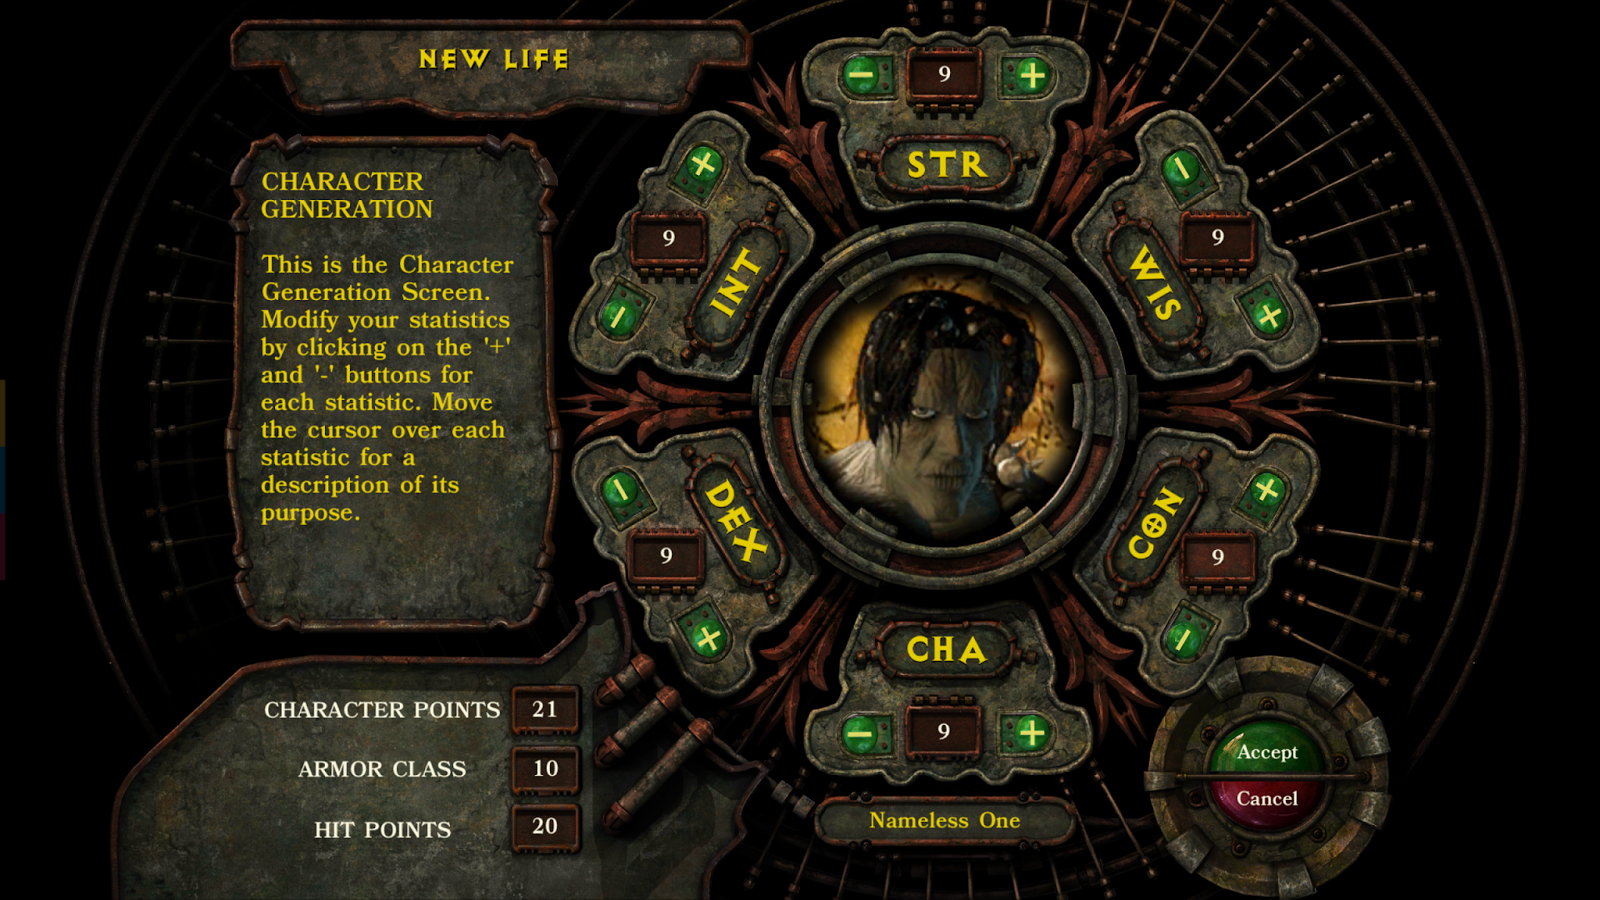 NEW LIFE
CHARACTER
GENERATION
This is the Character
Generation Screen.
Modify your statistics
by clicking on the '+'
and '-' buttons for
each statistic. Move
the cursor over each
statistic for a
description of its
purpose.
− 9 +
STR
+
9
−
INT
−
9
+
WIS
−
9
+
DEX
+
9
−
CON
CHA
− 9 +
Nameless One
CHARACTER POINTS 21
ARMOR CLASS 10
HIT POINTS 20
Accept
Cancel